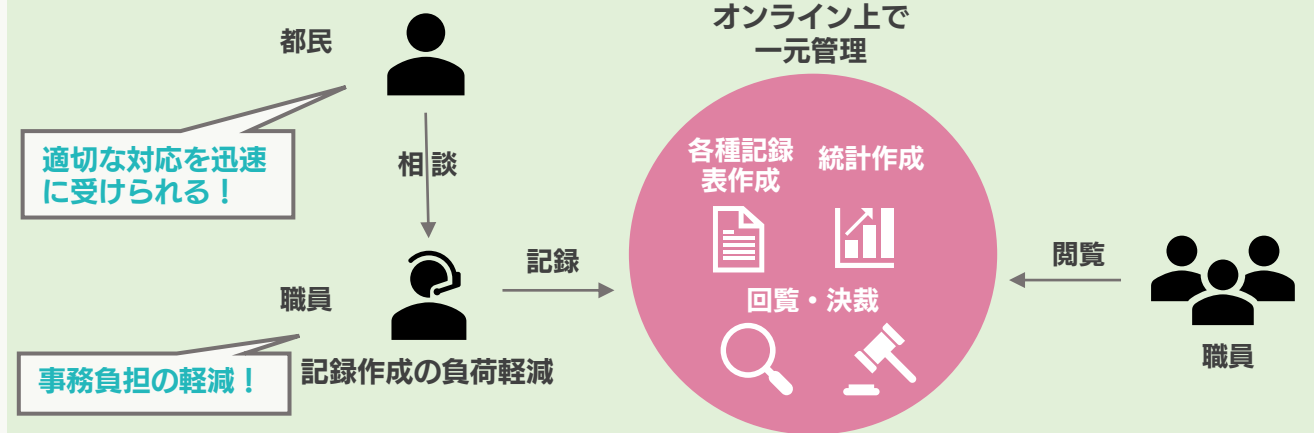 都民
適切な対応を迅速
に受けられる！
相談
職員
事務負担の軽減！
記録作成の負荷軽減
記録
オンライン上で
一元管理
各種記録
表作成
統計作成
回覧・決裁
閲覧
職員